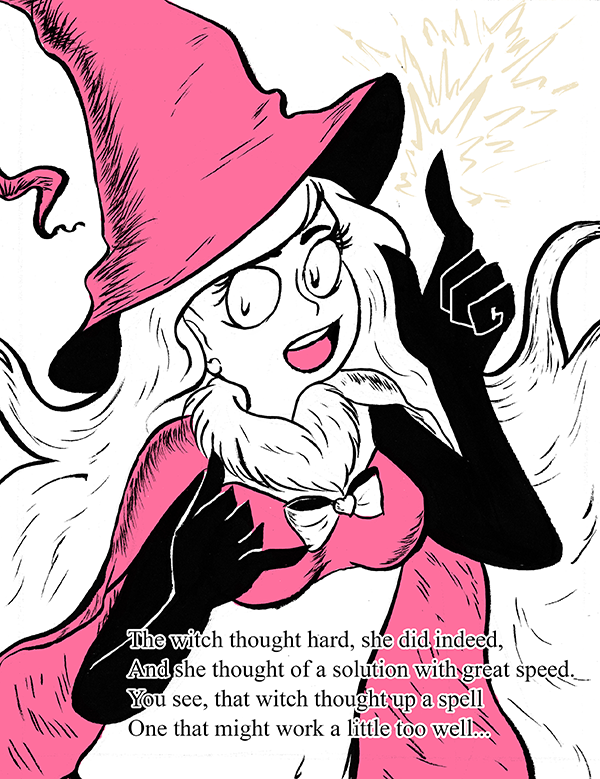 The witch thought hard, she did indeed,
And she thought of a solution with great speed.
You see, that witch thought up a spell
One that might work a little too well...